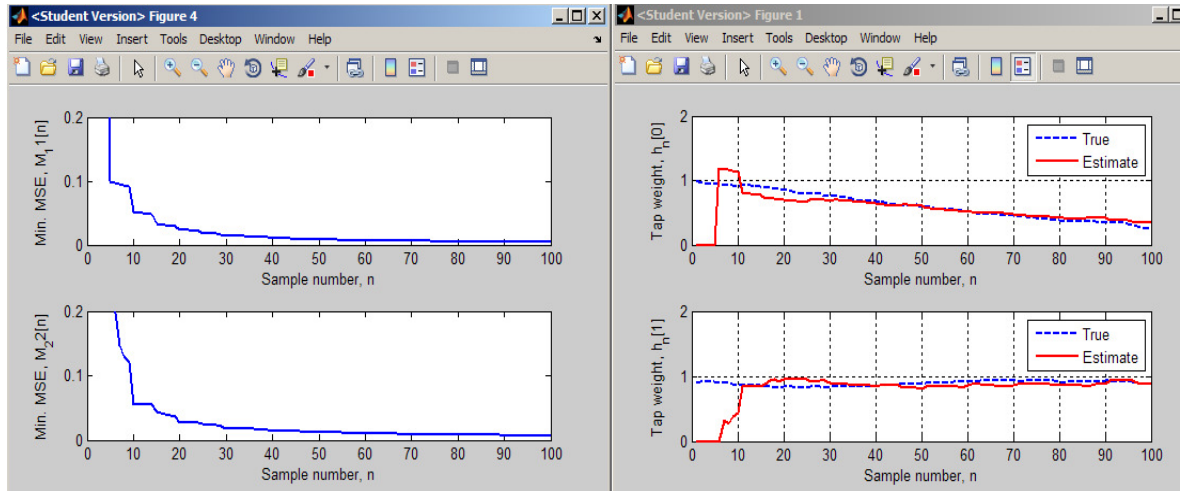 <Student Version> Figure 4
File Edit View Insert Tools Desktop Window Help
0.2
0.1
0
Min. MSE, M_11[n]
0 10 20 30 40 50 60 70 80 90 100
Sample number, n
0.2
0.1
0
Min. MSE, M_22[n]
0 10 20 30 40 50 60 70 80 90 100
Sample number, n
<Student Version> Figure 1
File Edit View Insert Tools Desktop Window Help
2
1
0
Tap weight, h_n[0]
True
Estimate
0 10 20 30 40 50 60 70 80 90 100
Sample number, n
2
1
0
Tap weight, h_n[1]
True
Estimate
0 10 20 30 40 50 60 70 80 90 100
Sample number, n